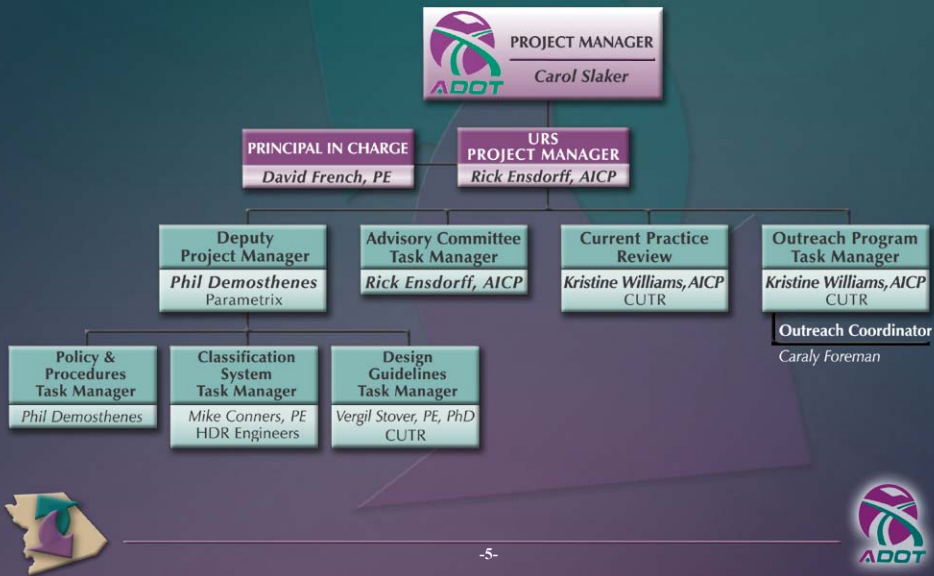 PROJECT MANAGER
Carol Slaker
ADOT
PRINCIPAL IN CHARGE
David French, PE
URS
PROJECT MANAGER
Rick Ensdorff, AICP
Deputy
Project Manager
Phil Demosthenes
Parametrix
Advisory Committee
Task Manager
Rick Ensdorff, AICP
Current Practice
Review
Kristine Williams, AICP
CUTR
Outreach Program
Task Manager
Kristine Williams, AICP
CUTR
Outreach Coordinator
Caraly Foreman
Policy &
Procedures
Task Manager
Phil Demosthenes
Classification
System
Task Manager
Mike Conners, PE
HDR Engineers
Design
Guidelines
Task Manager
Vergil Stover, PE, PhD
CUTR
-5-
ADOT